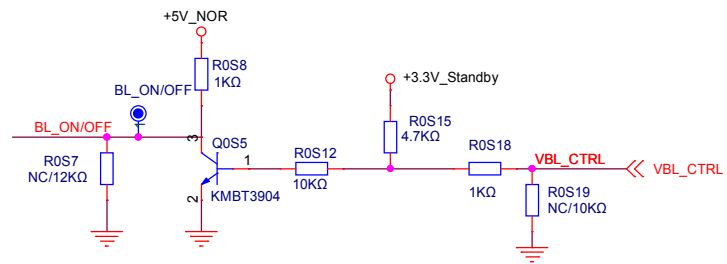 +5V_NOR
R0S8
1KΩ
+3.3V_Standby
BL_ON/OFF
1
BL_ON/OFF
R0S15
4.7KΩ
3
Q0S5
R0S7
NC/12KΩ
1
R0S12
10KΩ
R0S18
1KΩ
VBL_CTRL
VBL_CTRL
2
KMBT3904
R0S19
NC/10KΩ